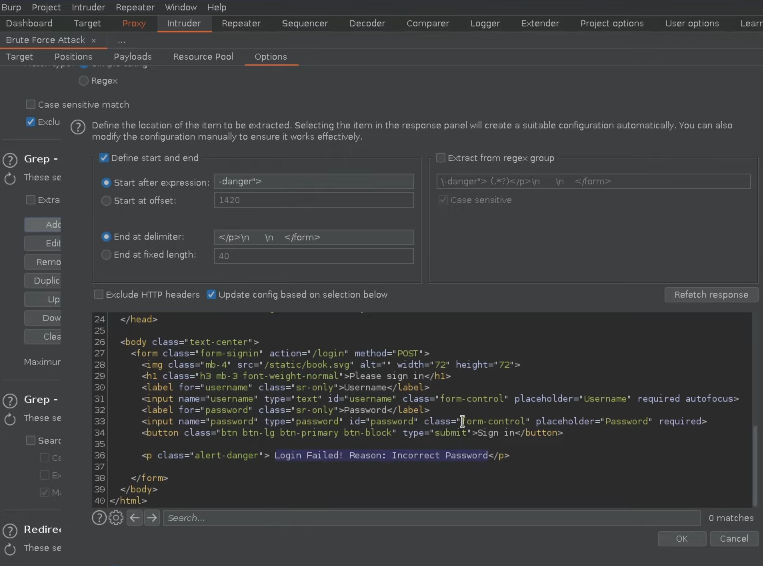 Burp Project Intruder Repeater Window Help
Dashboard Target Proxy Intruder Repeater Sequencer Decoder Comparer Logger Extender Project options User options Lear
Brute Force Attack × ...
Target Positions Payloads Resource Pool Options
Regex
Case sensitive match
Exclu
Define the location of the item to be extracted. Selecting the item in the response panel will create a suitable configuration automatically. You can also
modify the configuration manually to ensure it works effectively.
Grep -
These se
Extra
Add
Edit
Remo
Duplic
Up
Dow
Clea
Maximur
Grep -
These se
Searc
Ca
Ex
M
Redire
These se
Define start and end
Start after expression: -danger">
Start at offset: 1420
End at delimiter: </p>\n \n </form>
End at fixed length: 40
Extract from regex group
\-danger"> (.*?)</p>\n \n </form>
Case sensitive
Exclude HTTP headers Update config based on selection below Refetch response
24 </head>
25
26 <body class="text-center">
27 <form class="form-signin" action="/login" method="POST">
28 <img class="mb-4" src="/static/book.svg" alt="" width="72" height="72">
29 <h1 class="h3 mb-3 font-weight-normal">Please sign in</h1>
30 <label for="username" class="sr-only">Username</label>
31 <input name="username" type="text" id="username" class="form-control" placeholder="Username" required autofocus>
32 <label for="password" class="sr-only">Password</label>
33 <input name="password" type="password" id="password" class="form-control" placeholder="Password" required>
34 <button class="btn btn-lg btn-primary btn-block" type="submit">Sign in</button>
35
36 <p class="alert-danger"> Login Failed! Reason: Incorrect Password</p>
37
38 </form>
39 </body>
40 </html>
Search... 0 matches
OK Cancel